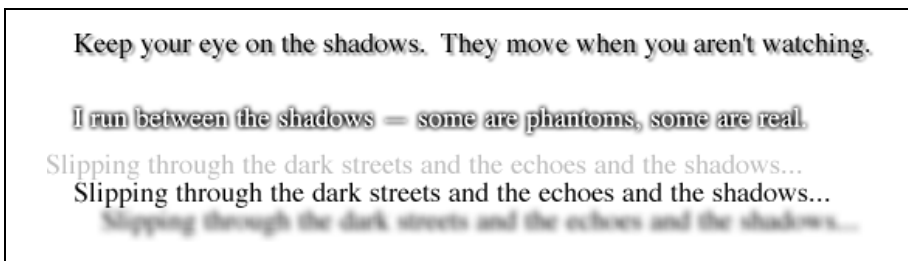 Keep your eye on the shadows.  They move when you aren't watching.
I run between the shadows — some are phantoms, some are real.
Slipping through the dark streets and the echoes and the shadows...
Slipping through the dark streets and the echoes and the shadows...
Slipping through the dark streets and the echoes and the shadows...